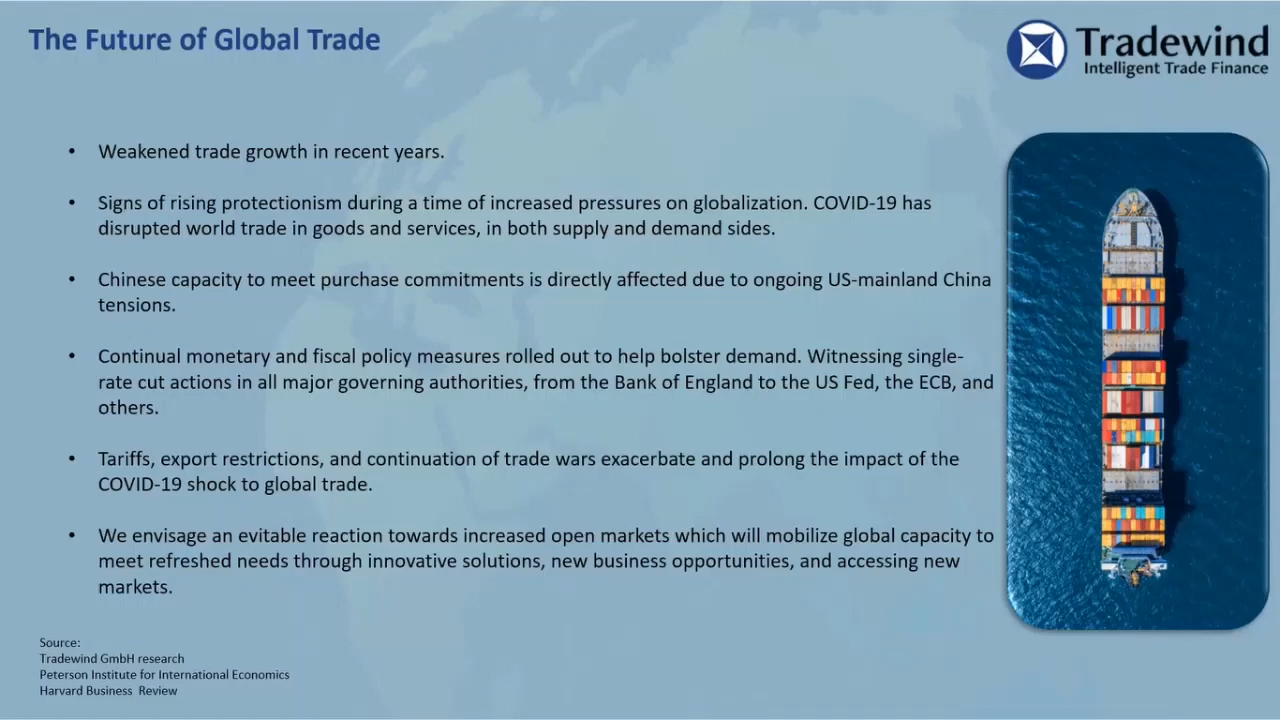 The Future of Global Trade
Tradewind
Intelligent Trade Finance
• Weakened trade growth in recent years.
• Signs of rising protectionism during a time of increased pressures on globalization. COVID-19 has
disrupted world trade in goods and services, in both supply and demand sides.
• Chinese capacity to meet purchase commitments is directly affected due to ongoing US-mainland China
tensions.
• Continual monetary and fiscal policy measures rolled out to help bolster demand. Witnessing single-
rate cut actions in all major governing authorities, from the Bank of England to the US Fed, the ECB, and
others.
• Tariffs, export restrictions, and continuation of trade wars exacerbate and prolong the impact of the
COVID-19 shock to global trade.
• We envisage an evitable reaction towards increased open markets which will mobilize global capacity to
meet refreshed needs through innovative solutions, new business opportunities, and accessing new
markets.
Source:
Tradewind GmbH research
Peterson Institute for International Economics
Harvard Business Review